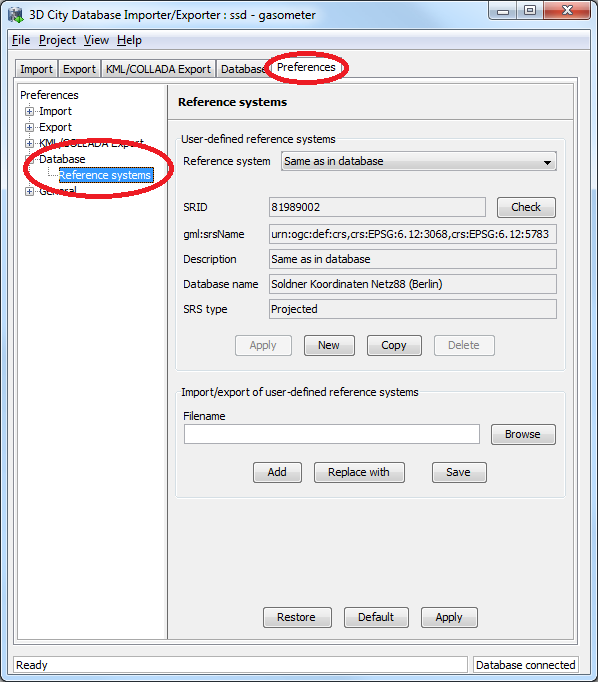 3D City Database Importer/Exporter : ssd - gasometer
File Project View Help
Import Export KML/COLLADA Export Database Preferences
Preferences
Import
Export
KML/COLLADA Export
Database
Reference systems
General
Reference systems
User-defined reference systems
Reference system Same as in database
SRID 81989002 Check
gml:srsName urn:ogc:def:crs,crs:EPSG:6.12:3068,crs:EPSG:6.12:5783
Description Same as in database
Database name Soldner Koordinaten Netz88 (Berlin)
SRS type Projected
Apply New Copy Delete
Import/export of user-defined reference systems
Filename
Browse
Add Replace with Save
Restore Default Apply
Ready Database connected